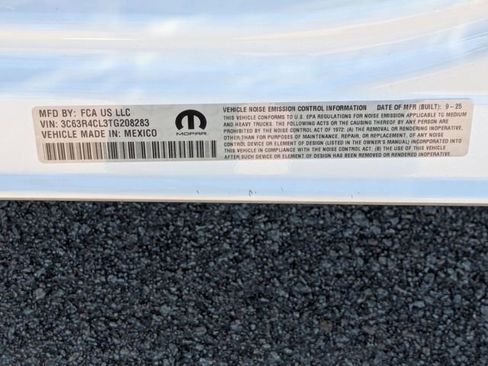 MFD BY: FCA US LLC
VIN: 3C63R4CL3TG208283
VEHICLE MADE IN: MEXICO
MOPAR
VEHICLE NOISE EMISSION CONTROL INFORMATION DATE OF MFR (BUILT): 9 - 25
THIS VEHICLE CONFORMS TO U.S. EPA REGULATIONS FOR NOISE EMISSION APPLICABLE TO MEDIUM
AND HEAVY TRUCKS. THE FOLLOWING ACTS OR THE CAUSING THEREOF BY ANY PERSON ARE
PROHIBITED BY THE NOISE CONTROL ACT OF 1972: (A) THE REMOVAL OR RENDERING INOPERATIVE,
OTHER THAN FOR PURPOSES OF MAINTENANCE, REPAIR, OR REPLACEMENT, OF ANY NOISE
CONTROL DEVICE OR ELEMENT OF DESIGN (LISTED IN THE OWNER'S MANUAL) INCORPORATED
INTO THIS VEHICLE IN COMPLIANCE WITH THE NOISE CONTROL ACT: (B) THE USE OF THIS VEHICLE AFTER
SUCH DEVICE OR ELEMENT OF DESIGN HAS BEEN REMOVED OR RENDERED INOPERATIVE.